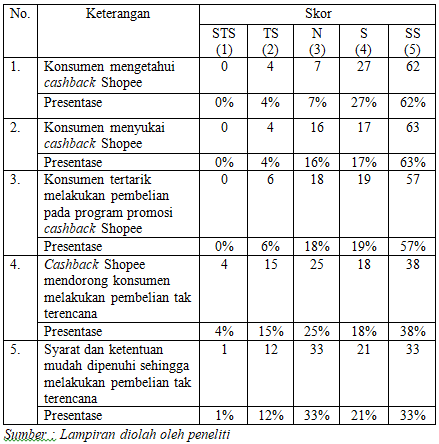 No. Keterangan Skor
STS (1) TS (2) N (3) S (4) SS (5)
1. Konsumen mengetahui 0 4 7 27 62
cashback Shopee
Presentase 0% 4% 7% 27% 62%
2. Konsumen menyukai 0 4 16 17 63
cashback Shopee
Presentase 0% 4% 16% 17% 63%
3. Konsumen tertarik 0 6 18 19 57
melakukan pembelian
pada program promosi
cashback Shopee
Presentase 0% 6% 18% 19% 57%
4. Cashback Shopee 4 15 25 18 38
mendorong konsumen
melakukan pembelian tak
terencana
Presentase 4% 15% 25% 18% 38%
5. Syarat dan ketentuan 1 12 33 21 33
mudah dipenuhi sehingga
melakukan pembelian tak
terencana
Presentase 1% 12% 33% 21% 33%
Sumber : Lampiran diolah oleh peneliti